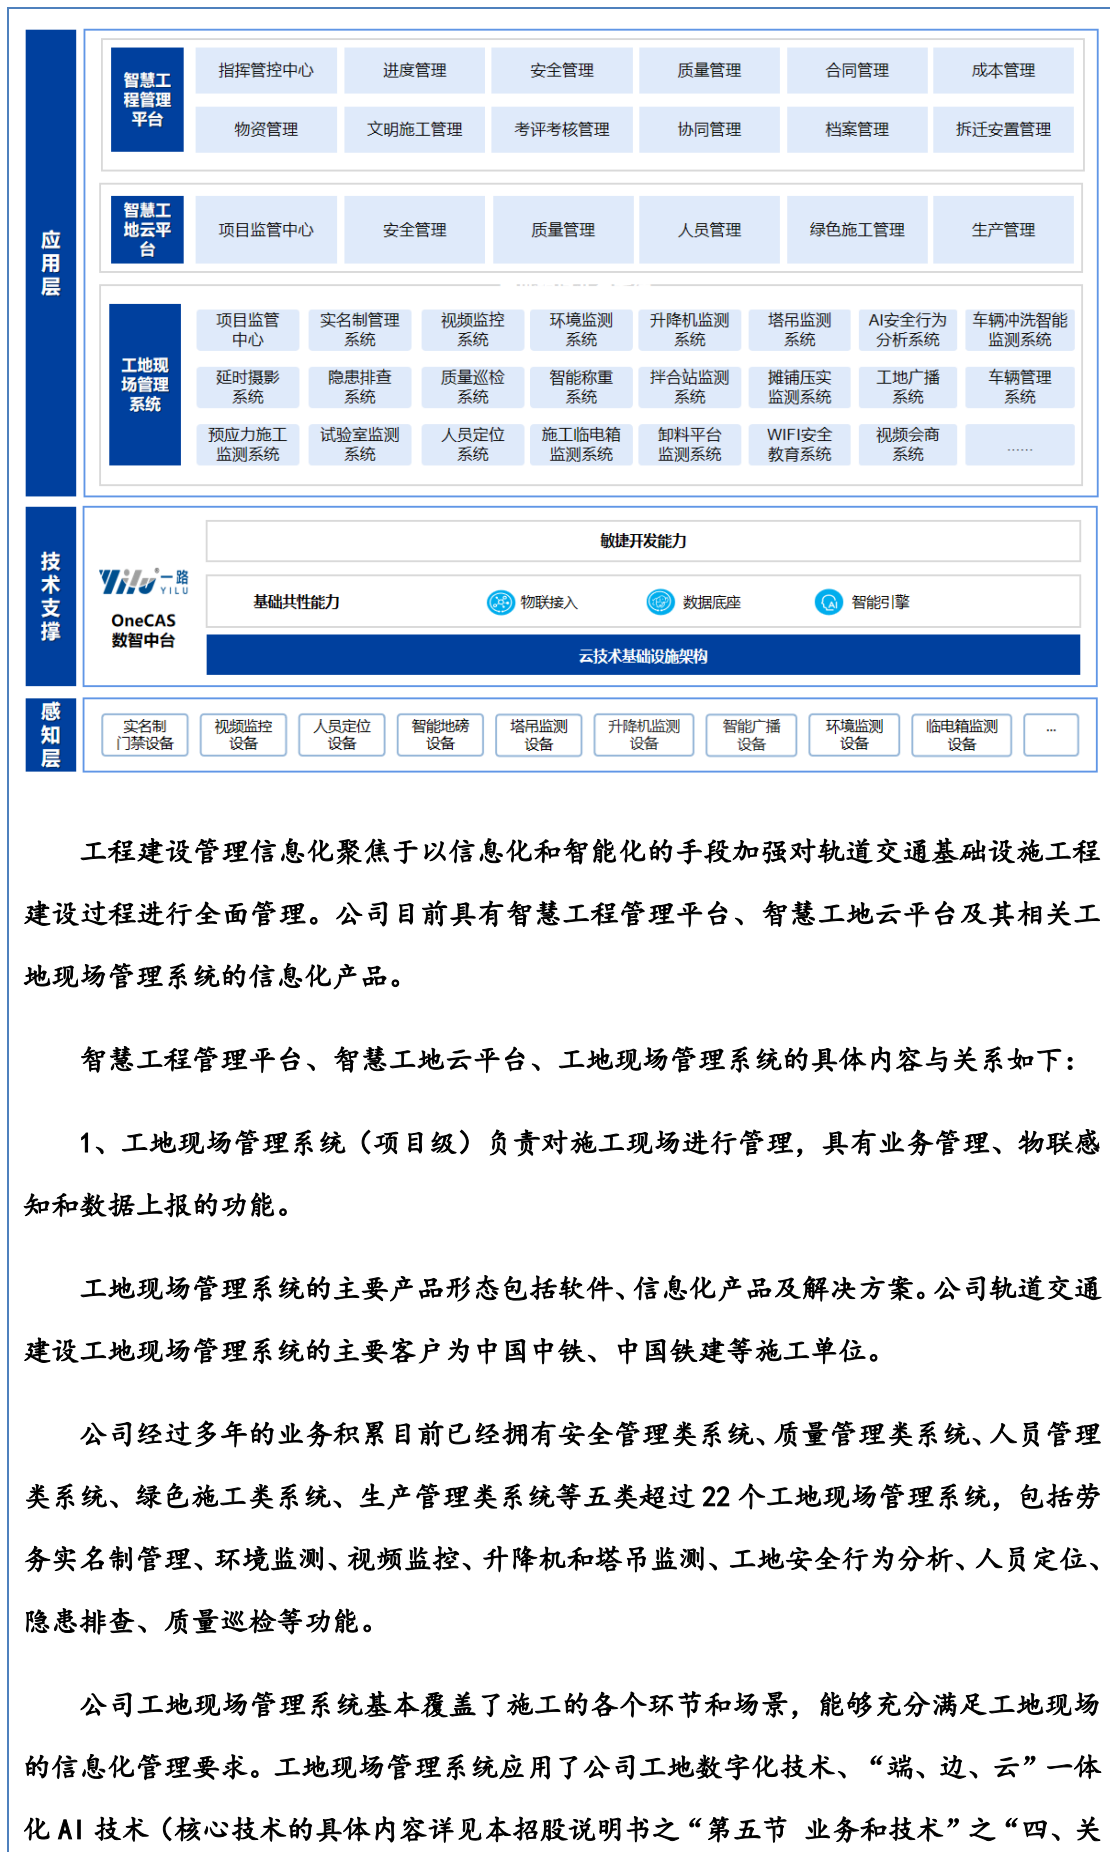 应用层
智慧工程管理平台
指挥管控中心 进度管理 安全管理 质量管理 合同管理 成本管理
物资管理 文明施工管理 考评考核管理 协同管理 档案管理 拆迁安置管理
智慧工地云平台
项目监管中心 安全管理 质量管理 人员管理 绿色施工管理 生产管理
工地现场管理系统
项目监管中心 实名制管理系统 视频监控系统 环境监测系统 升降机监测系统 塔吊监测系统 AI安全行为分析系统 车辆冲洗智能监测系统
延时摄影系统 隐患排查系统 质量巡检系统 智能称重系统 拌合站监测系统 摊铺压实监测系统 工地广播系统 车辆管理系统
预应力施工监测系统 试验室监测系统 人员定位系统 施工临电箱监测系统 卸料平台监测系统 WIFI安全教育系统 视频会商系统 ......
技术支撑
Yilu 一路 YILU
OneCAS
数智中台
敏捷开发能力
基础共性能力 物联接入 数据底座 AI 智能引擎
云技术基础设施架构
感知层
实名制门禁设备 视频监控设备 人员定位设备 智能地磅设备 塔吊监测设备 升降机监测设备 智能广播设备 环境监测设备 临电箱监测设备 ...
工程建设管理信息化聚焦于以信息化和智能化的手段加强对轨道交通基础设施工程
建设过程进行全面管理。公司目前具有智慧工程管理平台、智慧工地云平台及其相关工
地现场管理系统的信息化产品。
智慧工程管理平台、智慧工地云平台、工地现场管理系统的具体内容与关系如下：
1、工地现场管理系统（项目级）负责对施工现场进行管理，具有业务管理、物联感
知和数据上报的功能。
工地现场管理系统的主要产品形态包括软件、信息化产品及解决方案。公司轨道交通
建设工地现场管理系统的主要客户为中国中铁、中国铁建等施工单位。
公司经过多年的业务积累目前已经拥有安全管理类系统、质量管理类系统、人员管理
类系统、绿色施工类系统、生产管理类系统等五类超过 22 个工地现场管理系统，包括劳
务实名制管理、环境监测、视频监控、升降机和塔吊监测、工地安全行为分析、人员定位、
隐患排查、质量巡检等功能。
公司工地现场管理系统基本覆盖了施工的各个环节和场景，能够充分满足工地现场
的信息化管理要求。工地现场管理系统应用了公司工地数字化技术、“端、边、云”一体
化 AI 技术（核心技术的具体内容详见本招股说明书之“第五节 业务和技术”之“四、关